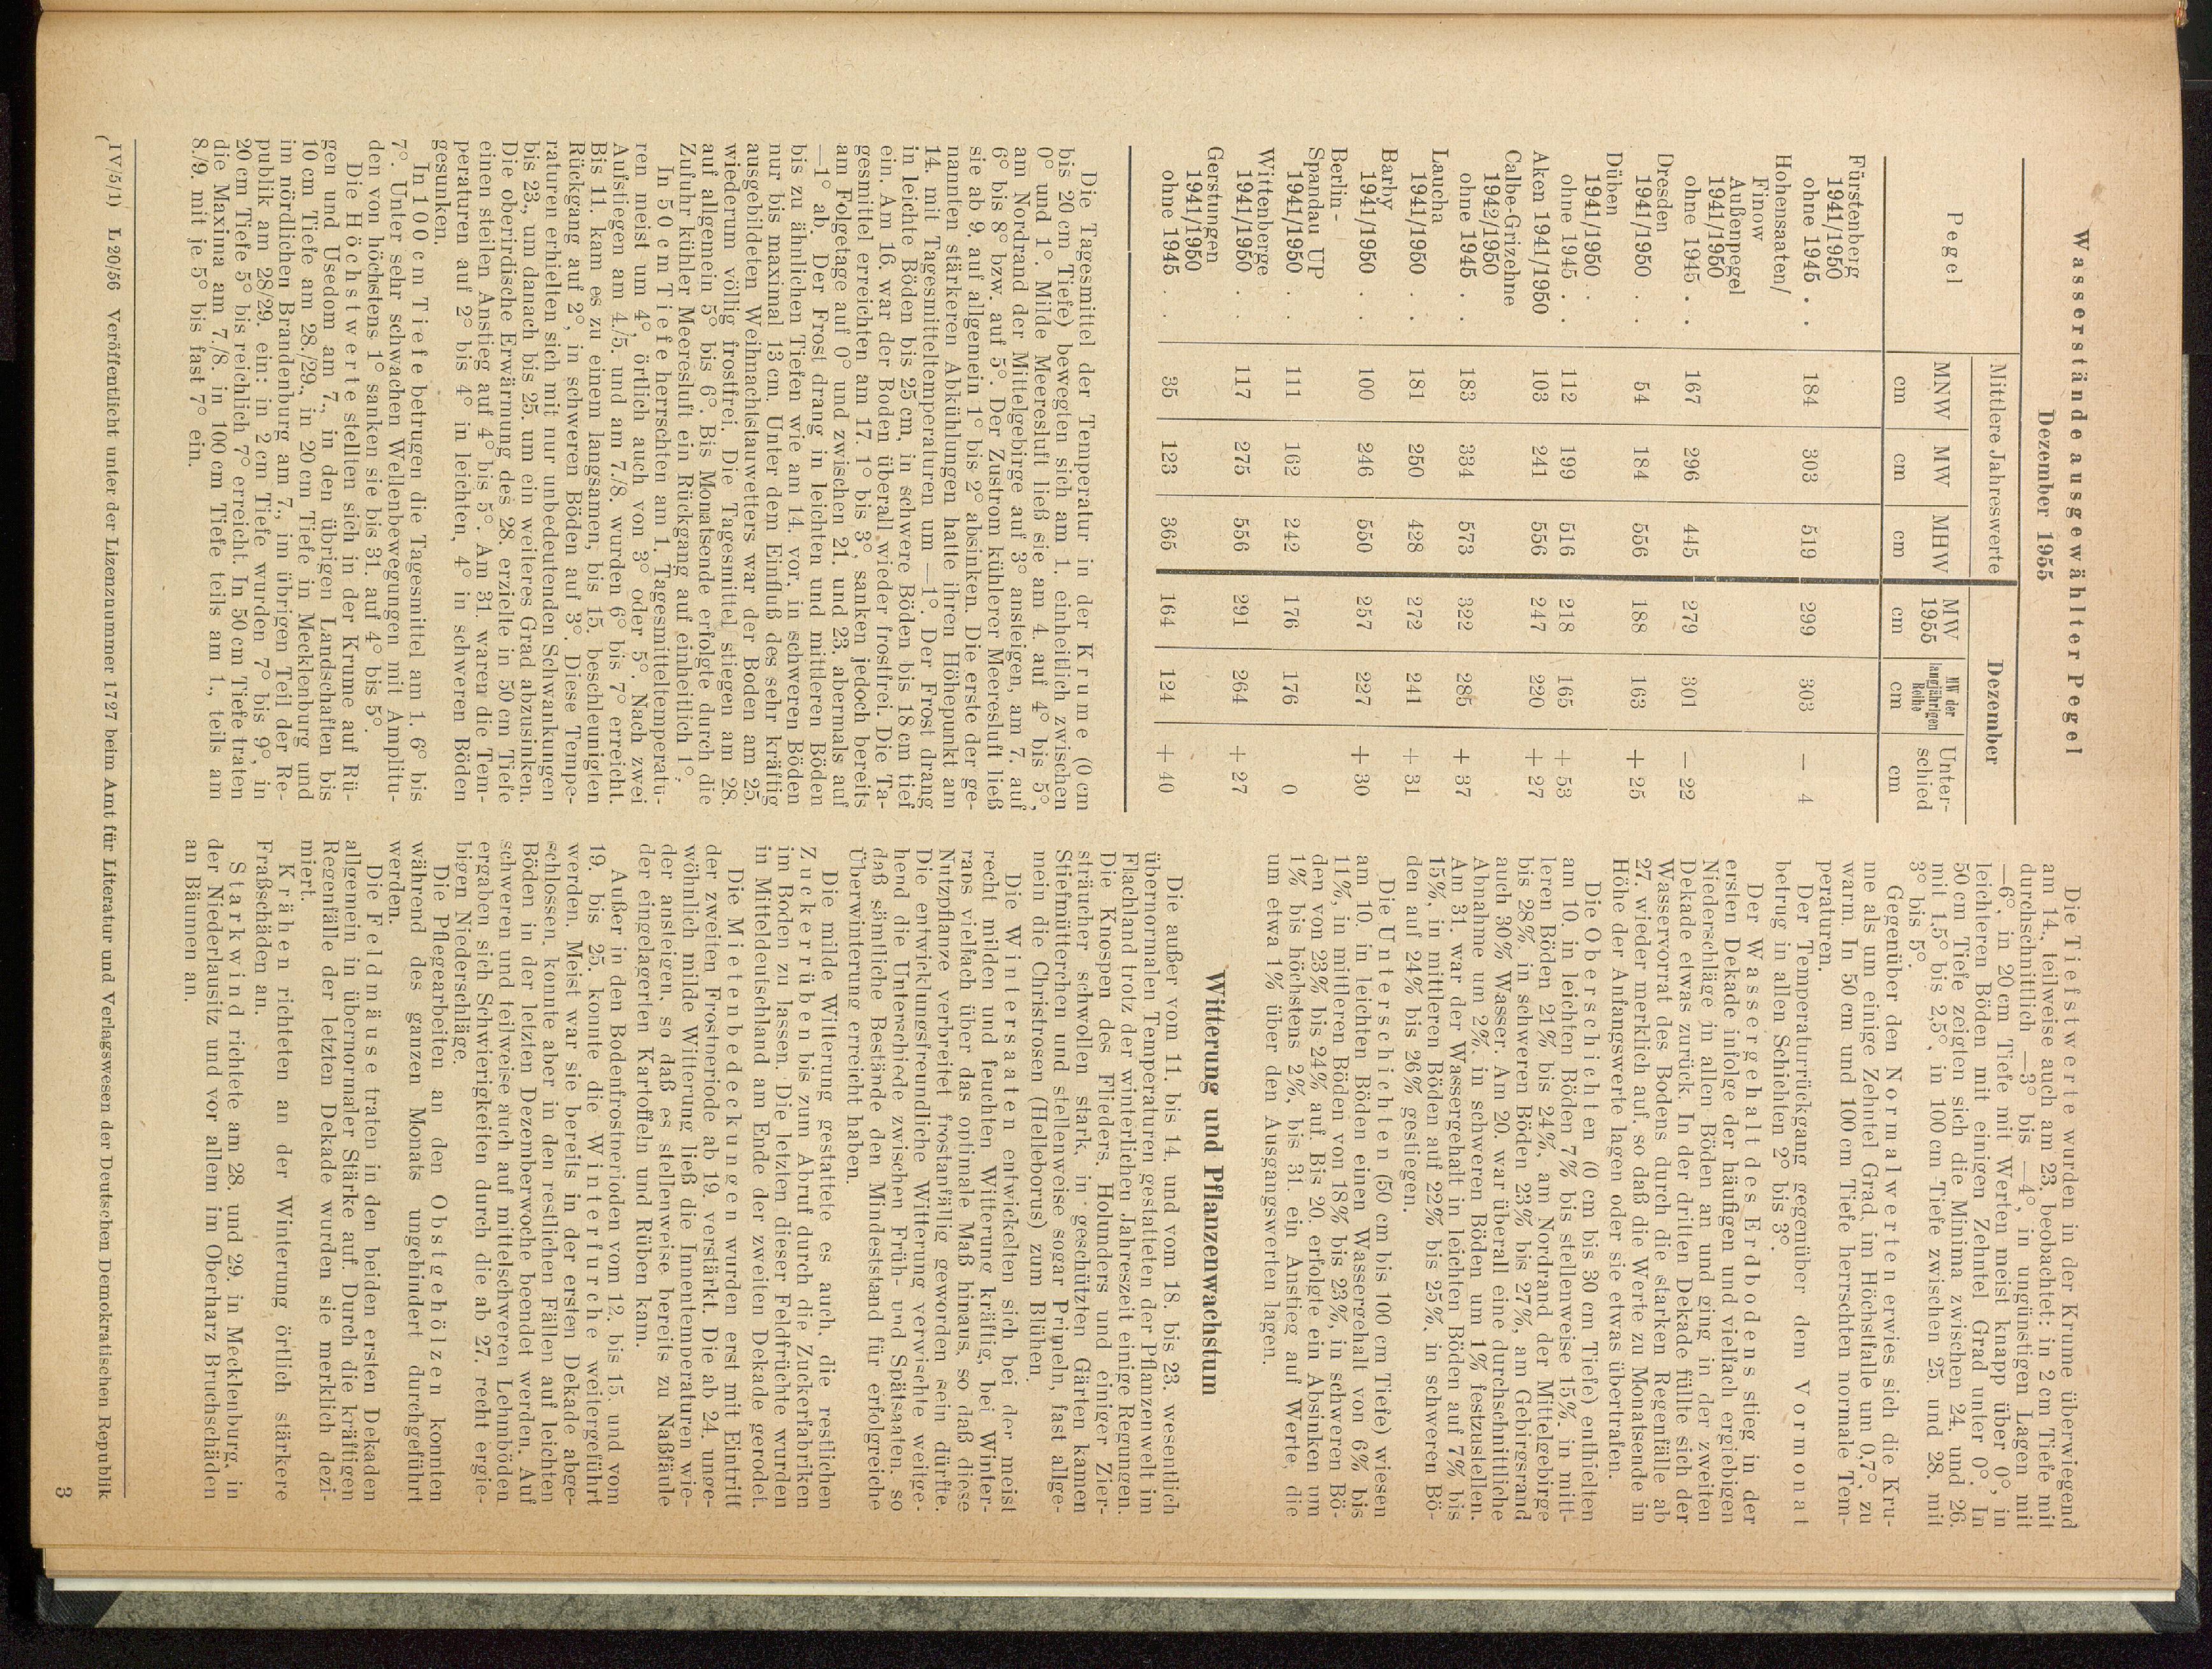 Wasserstände ausgewählter Pegel
Dezember 1955
Pegel Mittlere Jahreswerte Dezember
MNW MW MHW MW 1955 MW der langjährigen Reihe Unter-schied
cm cm cm cm cm cm
Fürstenberg
1941/1950
ohne 1945 . . 184 303 519 299 303 — 4
Hohensaaten/
Finow
Außenpegel
1941/1950
ohne 1945 . . 167 296 445 279 301 — 22
Dresden
1941/1950 . . 54 184 556 188 163 + 25
Düben
1941/1950 .
ohne 1945 . . 112 199 516 218 165 + 53
Aken 1941/1950 103 241 556 247 220 + 27
Calbe-Grizehne
1942/1950
ohne 1945 . . 183 334 573 322 285 + 37
Laucha
1941/1950 . . 181 250 428 272 241 + 31
Barby
1941/1950 . . 100 246 550 257 227 + 30
Berlin -
Spandau UP
1941/1950 . . 111 162 242 176 176 0
Wittenberge
1941/1950 . . 117 275 556 291 264 + 27
Gerstungen
1941/1950
ohne 1945 . . 35 123 365 164 124 + 40
Die Tagesmittel der Temperatur in der Krume (0 cm
bis 20 cm Tiefe) bewegten sich am 1. einheitlich zwischen
0° und 1°. Milde Meeresluft ließ sie am 4. auf 4° bis 5°,
am Nordrand der Mittelgebirge auf 3° ansteigen, am 7. auf
6° bis 8° bzw. auf 5°. Der Zustrom kühlerer Meeresluft ließ
sie ab 9. auf allgemein 1° bis 2° absinken. Die erste der ge-
nannten stärkeren Abkühlungen hatte ihren Höhepunkt am
14. mit Tagesmitteltemperaturen um —1°. Der Frost drang
in leichte Böden bis 25 cm, in schwere Böden bis 18 cm tief
ein. Am 16. war der Boden überall wieder frostfrei. Die Ta-
gesmittel erreichten am 17. 1° bis 3°, sanken jedoch bereits
am Folgetage auf 0° und zwischen 21. und 23. abermals auf
—1° ab. Der Frost drang in leichten und mittleren Böden
bis zu ähnlichen Tiefen wie am 14. vor, in schweren Böden
nur bis maximal 13 cm. Unter dem Einfluß des sehr kräftig
ausgebildeten Weihnachtstauwetters war der Boden am 25.
wiederum völlig frostfrei. Die Tagesmittel stiegen am 28.
auf allgemein 5° bis 6°. Bis Monatsende erfolgte durch die
Zufuhr kühler Meeresluft ein Rückgang auf einheitlich 1°.
In 50 cm Tiefe herrschten am 1. Tagesmitteltemperatu-
ren meist um 4°, örtlich auch von 3° oder 5°. Nach zwei
Aufstiegen am 4./5. und am 7./8. wurden 6° bis 7° erreicht.
Bis 11. kam es zu einem langsamen, bis 15. beschleunigten
Rückgang auf 2°, in schweren Böden auf 3°. Diese Tempe-
raturen erhielten sich mit nur unbedeutenden Schwankungen
bis 23., um danach bis 25. um ein weiteres Grad abzusinken.
Die oberirdische Erwärmung des 28. erzielte in 50 cm Tiefe
einen steilen Anstieg auf 4° bis 5°. Am 31. waren die Tem-
peraturen auf 2° bis 4° in leichten, 4° in schweren Böden
gesunken.
In 100 cm Tiefe betrugen die Tagesmittel am 1. 6° bis
7°. Unter sehr schwachen Wellenbewegungen mit Amplitu-
den von höchstens 1° sanken sie bis 31. auf 4° bis 5°.
Die Höchstwerte stellten sich in der Krume auf Rü-
gen und Usedom am 7., in den übrigen Landschaften bis
10 cm Tiefe am 28./29., in 20 cm Tiefe in Mecklenburg und
im nördlichen Brandenburg am 7., im übrigen Teil der Re-
publik am 28/29. ein: in 2 cm Tiefe wurden 7° bis 9°, in
20 cm Tiefe 5° bis reichlich 7° erreicht. In 50 cm Tiefe traten
die Maxima am 7./8. in 100 cm Tiefe teils am 1., teils am
8./9. mit je 5° bis fast 7° ein.
Die Tiefstwerte wurden in der Krume überwiegend
am 14., teilweise auch am 23. beobachtet: in 2 cm Tiefe mit
durchschnittlich —3° bis —4°, in ungünstigen Lagen mit
—6°, in 20 cm Tiefe mit Werten meist knapp über 0°, in
leichteren Böden mit einigen Zehntel Grad unter 0°. In
50 cm Tiefe zeigten sich die Minima zwischen 24. und 26.
mit 1,5° bis 2,5°, in 100 cm Tiefe zwischen 25. und 28. mit
3° bis 5°.
Gegenüber den Normalwerten erwies sich die Kru-
me als um einige Zehntel Grad, im Höchstfalle um 0,7°, zu
warm. In 50 cm und 100 cm Tiefe herrschten normale Tem-
peraturen.
Der Temperaturrückgang gegenüber dem Vormonat
betrug in allen Schichten 2° bis 3°.
Der Wassergehalt des Erdbodens stieg in der
ersten Dekade infolge der häufigen und vielfach ergiebigen
Niederschläge in allen Böden an und ging in der zweiten
Dekade etwas zurück. In der dritten Dekade füllte sich der
Wasservorrat des Bodens durch die starken Regenfälle ab
27. wieder merklich auf, so daß die Werte zu Monatsende in
Höhe der Anfangswerte lagen oder sie etwas übertrafen.
Die Oberschichten (0 cm bis 30 cm Tiefe) enthielten
am 10. in leichten Böden 7% bis stellenweise 15%, in mitt-
leren Böden 21% bis 24%, am Nordrand der Mittelgebirge
bis 28%, in schweren Böden 23% bis 27%, am Gebirgsrand
auch 30% Wasser. Am 20. war überall eine durchschnittliche
Abnahme um 2%, in schweren Böden um 1% festzustellen.
Am 31. war der Wassergehalt in leichten Böden auf 7% bis
15%, in mittleren Böden auf 22% bis 25%, in schweren Bö-
den auf 24% bis 26% gestiegen.
Die Unterschichten (50 cm bis 100 cm Tiefe) wiesen
am 10. in leichten Böden einen Wassergehalt von 6% bis
11%, in mittleren Böden von 18% bis 23%, in schweren Bö-
den von 23% bis 24% auf. Bis 20. erfolgte ein Absinken um
1% bis höchstens 2%, bis 31. ein Anstieg auf Werte, die
um etwa 1% über den Ausgangswerten lagen.
Witterung und Pflanzenwachstum
Die außer vom 11. bis 14. und vom 18. bis 23. wesentlich
übernormalen Temperaturen gestatteten der Pflanzenwelt im
Flachland trotz der winterlichen Jahreszeit einige Regungen.
Die Knospen des Flieders, Holunders und einiger Zier-
sträucher schwollen stark, in geschützten Gärten kamen
Stiefmütterchen und stellenweise sogar Primeln, fast allge-
mein die Christrosen (Helleborus) zum Blühen.
Die Wintersaaten entwickelten sich bei der meist
recht milden und feuchten Witterung kräftig, bei Winter-
raps vielfach über das optimale Maß hinaus, so daß diese
Nutzpflanze verbreitet frostanfällig geworden sein dürfte.
Die entwicklungsfreundliche Witterung verwischte weitge-
hend die Unterschiede zwischen Früh- und Spätsaaten, so
daß sämtliche Bestände den Mindeststand für erfolgreiche
Überwinterung erreicht haben.
Die milde Witterung gestattete es auch, die restlichen
Zuckerrüben bis zum Abruf durch die Zuckerfabriken
im Boden zu lassen. Die letzten dieser Feldfrüchte wurden
in Mitteldeutschland am Ende der zweiten Dekade gerodet.
Die Mietenbedeckungen wurden erst mit Eintritt
der zweiten Frostperiode ab 19. verstärkt. Die ab 24. unge-
wöhnlich milde Witterung ließ die Innentemperaturen wie-
der ansteigen, so daß es stellenweise bereits zu Naßfäule
der eingelagerten Kartoffeln und Rüben kam.
Außer in den Bodenfrostperioden vom 12. bis 15. und vom
19. bis 25. konnte die Winterfurche weitergeführt
werden. Meist war sie bereits in der ersten Dekade abge-
schlossen, konnte aber in den restlichen Fällen auf leichten
Böden in der letzten Dezemberwoche beendet werden. Auf
schweren und teilweise auch auf mittelschweren Lehmböden
ergaben sich Schwierigkeiten durch die ab 27. recht ergie-
bigen Niederschläge.
Die Pflegearbeiten an den Obstgehölzen konnten
während des ganzen Monats ungehindert durchgeführt
werden.
Die Feldmäuse traten in den beiden ersten Dekaden
allgemein in übernormaler Stärke auf. Durch die kräftigen
Regenfälle der letzten Dekade wurden sie merklich dezi-
miert.
Krähen richteten an der Winterung örtlich stärkere
Fraßschäden an.
Starkwind richtete am 28. und 29. in Mecklenburg, in
der Niederlausitz und vor allem im Oberharz Bruchschäden
an Bäumen an.
(IV/5/1) L 20/56 Veröffentlicht unter der Lizenznummer 1727 beim Amt für Literatur und Verlagswesen der Deutschen Demokratischen Republik
3